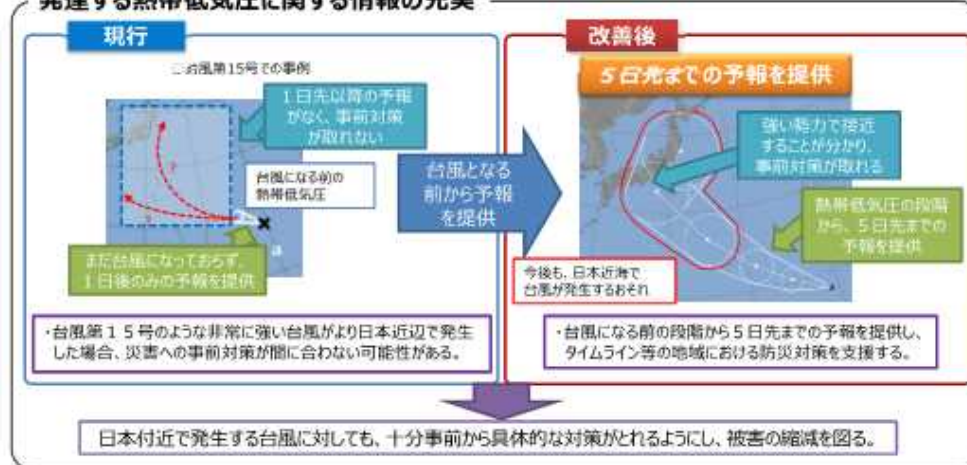 発達する熱帯低気圧に関する情報の充実
現行
台風第15号での事例
1日先以降の予報
がなく、事前対策
が取れない
台風になる前の
熱帯低気圧
まだ台風になっておらず、
1日後のみの予報を提供
・台風第15号のような非常に強い台風がより日本近辺で発生
した場合、災害への事前対策が間に合わない可能性がある。
台風となる
前から予報
を提供
改善後
5日先までの予報を提供
強い勢力で接近
することが分かり、
事前対策が取れる
熱帯低気圧の段階
から、5日先までの
予報を提供
今後も、日本近海で
台風が発生するおそれ
・台風になる前の段階から5日先までの予報を提供し、
タイムライン等の地域における防災対策を支援する。
日本付近で発生する台風に対しても、十分事前から具体的な対策がとれるようにし、被害の縮減を図る。